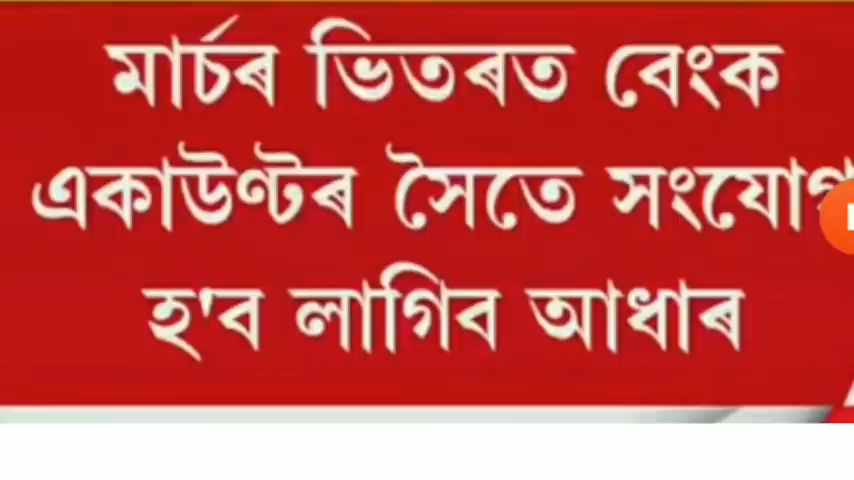 মাৰ্চৰ ভিতৰত বেংক
একাউণ্টৰ সৈতে সংযোগ
হ'ব লাগিব আধাৰ